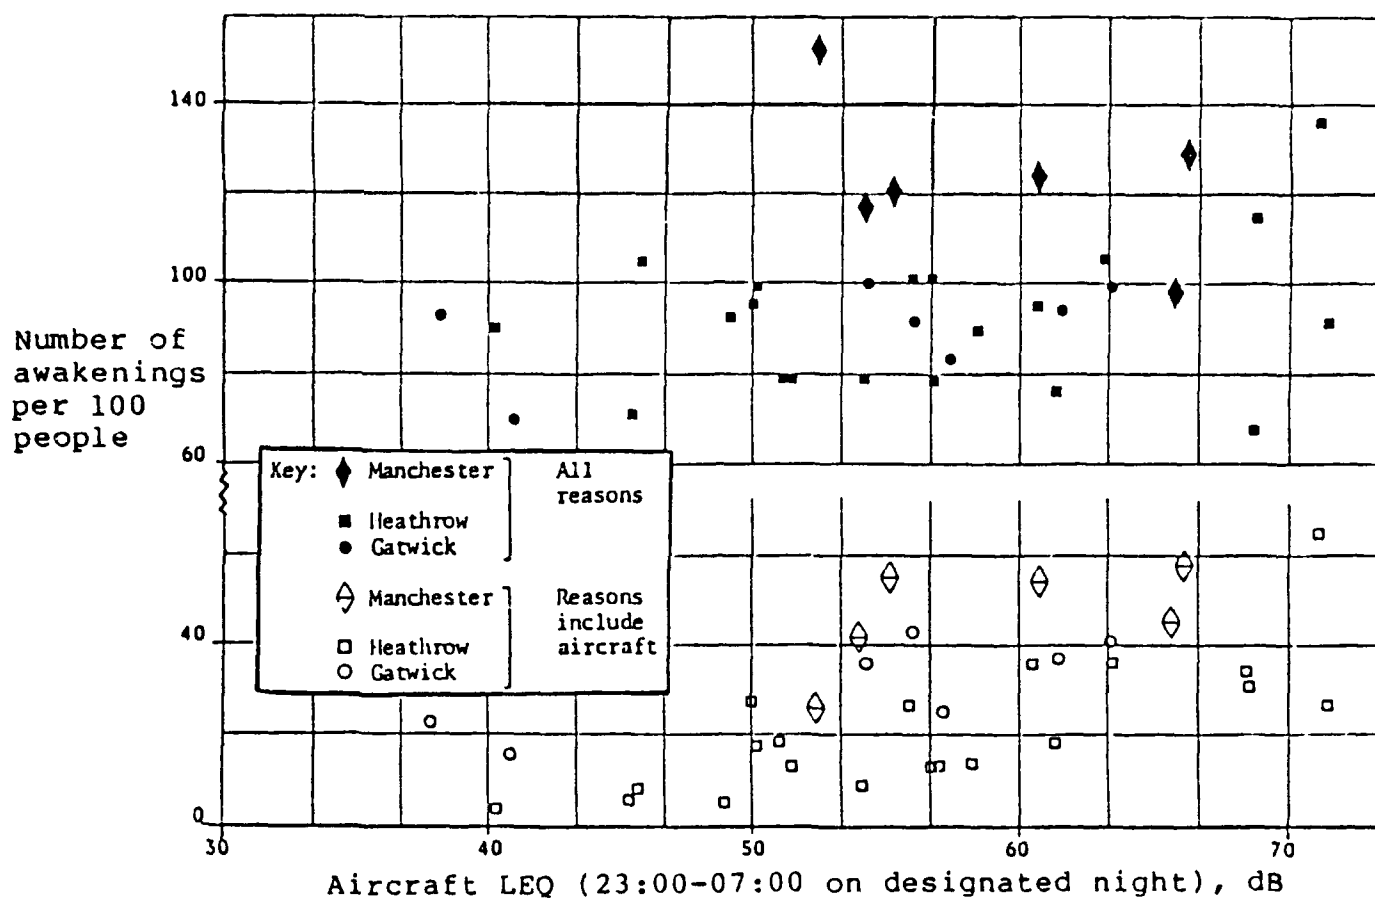 140
100
Number of
awakenings
per 100
people
60
Key: Manchester All
reasons
Heathrow
Gatwick
Manchester Reasons
include
Heathrow aircraft
Gatwick
40
0
30 40 50 60 70
Aircraft LEQ (23:00-07:00 on designated night), dB